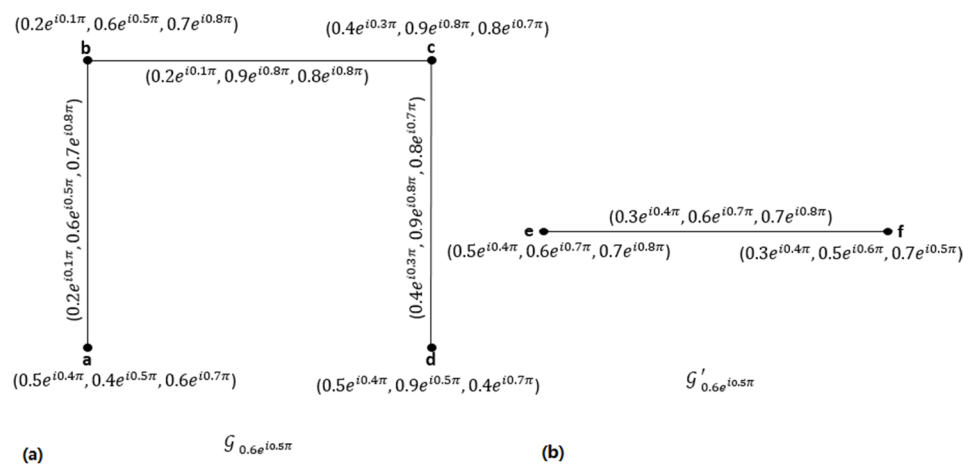 (0.2e^{i0.1π}, 0.6e^{i0.5π}, 0.7e^{i0.8π})
(0.4e^{i0.3π}, 0.9e^{i0.8π}, 0.8e^{i0.7π})
b
c
(0.2e^{i0.1π}, 0.9e^{i0.8π}, 0.8e^{i0.8π})
(0.2e^{i0.1π}, 0.6e^{i0.5π}, 0.7e^{i0.8π})
(0.4e^{i0.3π}, 0.9e^{i0.8π}, 0.8e^{i0.7π})
a
d
(0.5e^{i0.4π}, 0.4e^{i0.5π}, 0.6e^{i0.7π})
(0.5e^{i0.4π}, 0.9e^{i0.5π}, 0.4e^{i0.7π})
(a)
𝒢_{0.6e^{i0.5π}}
(0.3e^{i0.4π}, 0.6e^{i0.7π}, 0.7e^{i0.8π})
e
f
(0.5e^{i0.4π}, 0.6e^{i0.7π}, 0.7e^{i0.8π})
(0.3e^{i0.4π}, 0.5e^{i0.6π}, 0.7e^{i0.5π})
𝒢′_{0.6e^{i0.5π}}
(b)